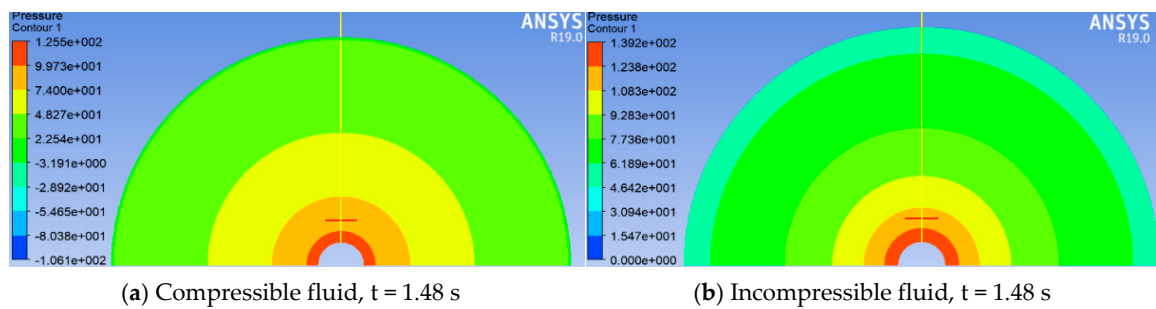 Pressure
Contour 1
1.255e+002
9.973e+001
7.400e+001
4.827e+001
2.254e+001
-3.191e+000
-2.892e+001
-5.465e+001
-8.038e+001
-1.061e+002
ANSYS
R19.0
Pressure
Contour 1
1.392e+002
1.238e+002
1.083e+002
9.283e+001
7.736e+001
6.189e+001
4.642e+001
3.094e+001
1.547e+001
0.000e+000
ANSYS
R19.0
(a) Compressible fluid, t = 1.48 s
(b) Incompressible fluid, t = 1.48 s